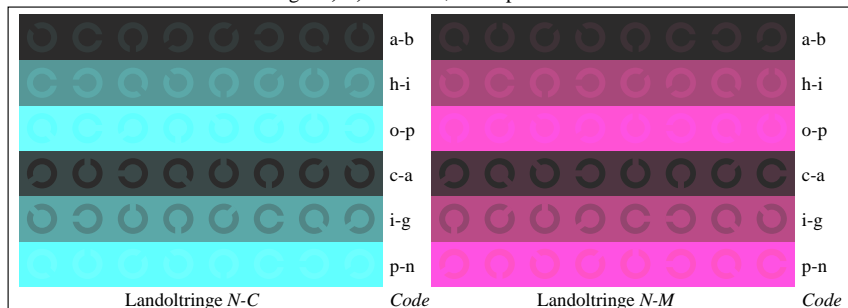 a-b a-b
h-i h-i
o-p o-p
c-a c-a
i-g i-g
p-n p-n
Landoltringe N-C Code Landoltringe N-M Code